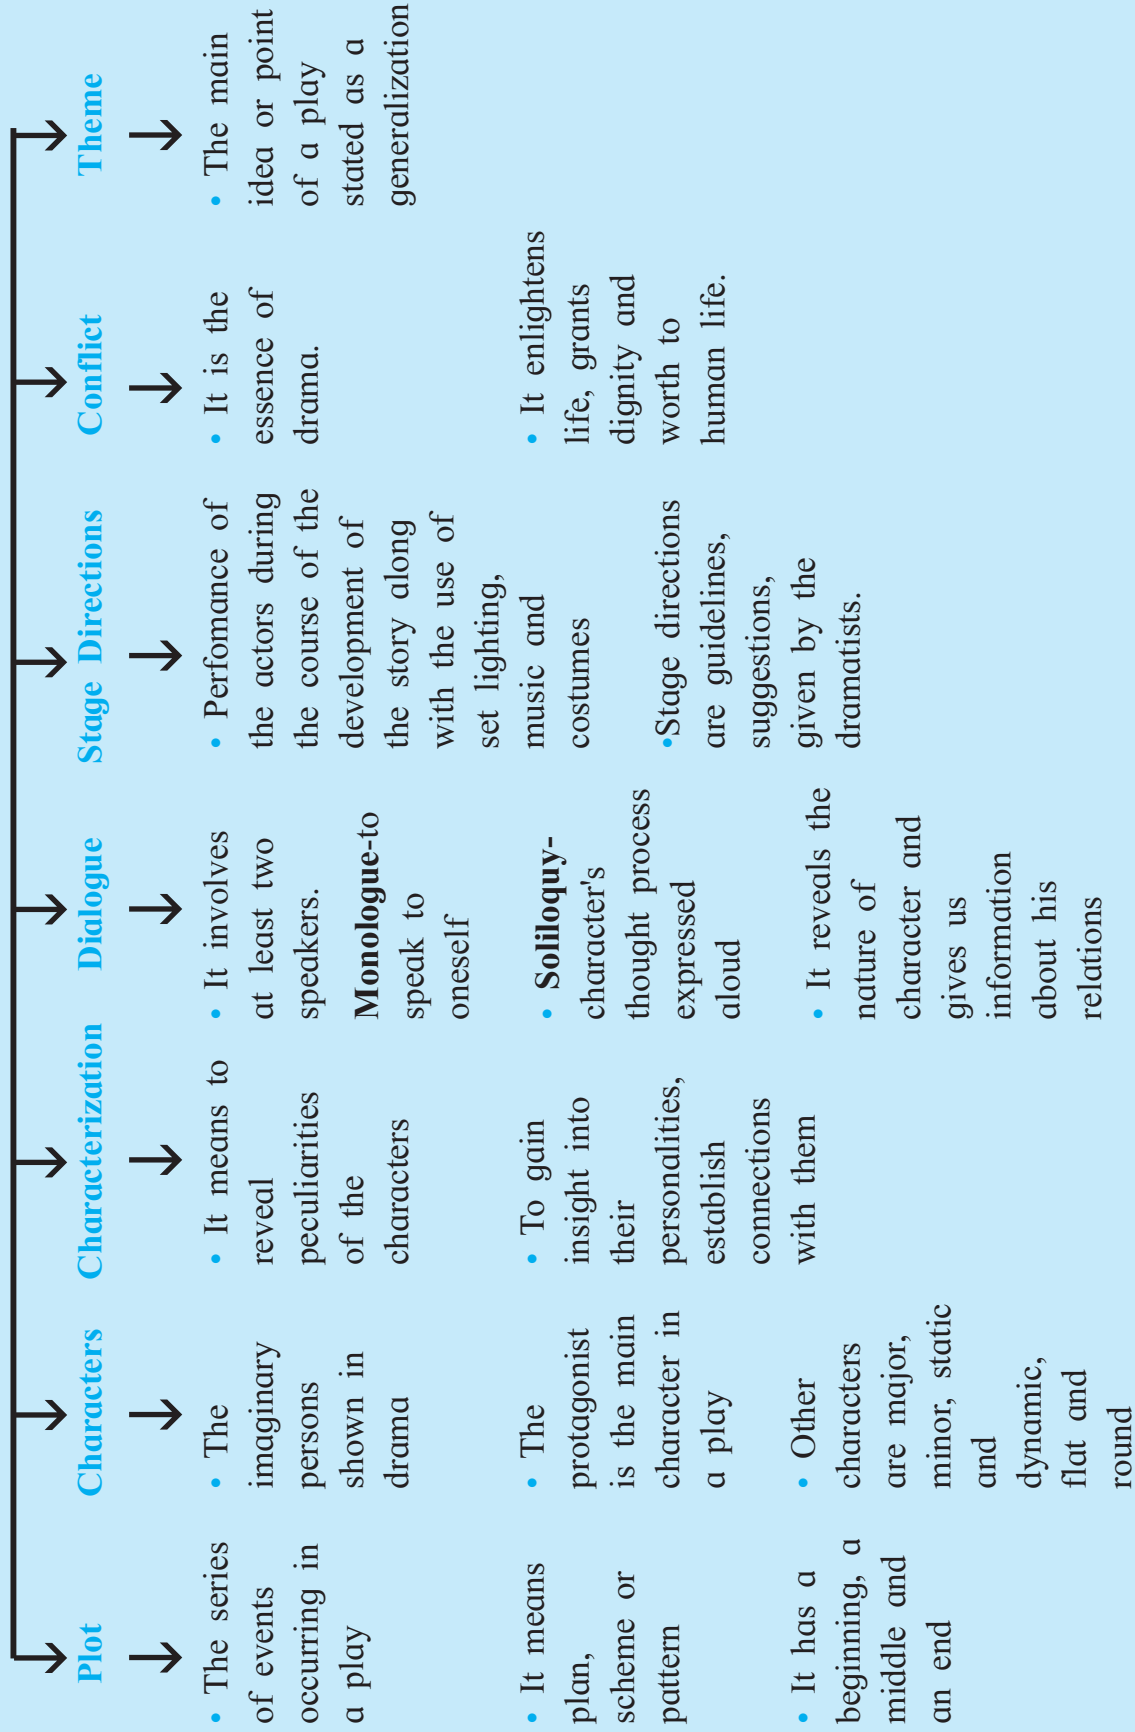 Plot
• The series
of events
occurring in
a play
• It means
plan,
scheme or
pattern
• It has a
beginning, a
middle and
an end
Characters
• The
imaginary
persons
shown in
drama
• The
protagonist
is the main
character in
a play
• Other
characters
are major,
minor, static
and
dynamic,
flat and
round
Characterization
• It means to
reveal
peculiarities
of the
characters
• To gain
insight into
their
personalities,
establish
connections
with them
Dialogue
• It involves
at least two
speakers.
Monologue-to
speak to
oneself
• Soliloquy-
character's
thought process
expressed
aloud
• It reveals the
nature of
character and
gives us
information
about his
relations
Stage Directions
• Perfomance of
the actors during
the course of the
development of
the story along
with the use of
set lighting,
music and
costumes
•Stage directions
are guidelines,
suggestions,
given by the
dramatists.
Conflict
• It is the
essence of
drama.
• It enlightens
life, grants
dignity and
worth to
human life.
Theme
• The main
idea or point
of a play
stated as a
generalization